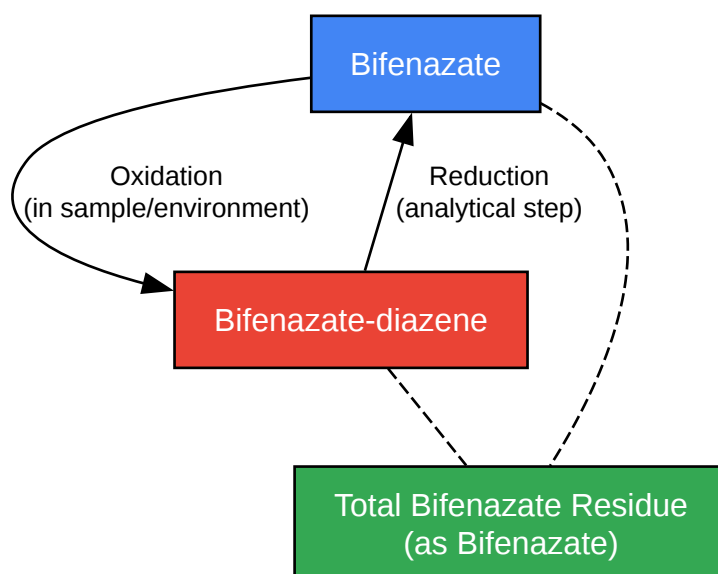 Bifenazate
Oxidation
(in sample/environment)
Reduction
(analytical step)
Bifenazate-diazene
Total Bifenazate Residue
(as Bifenazate)